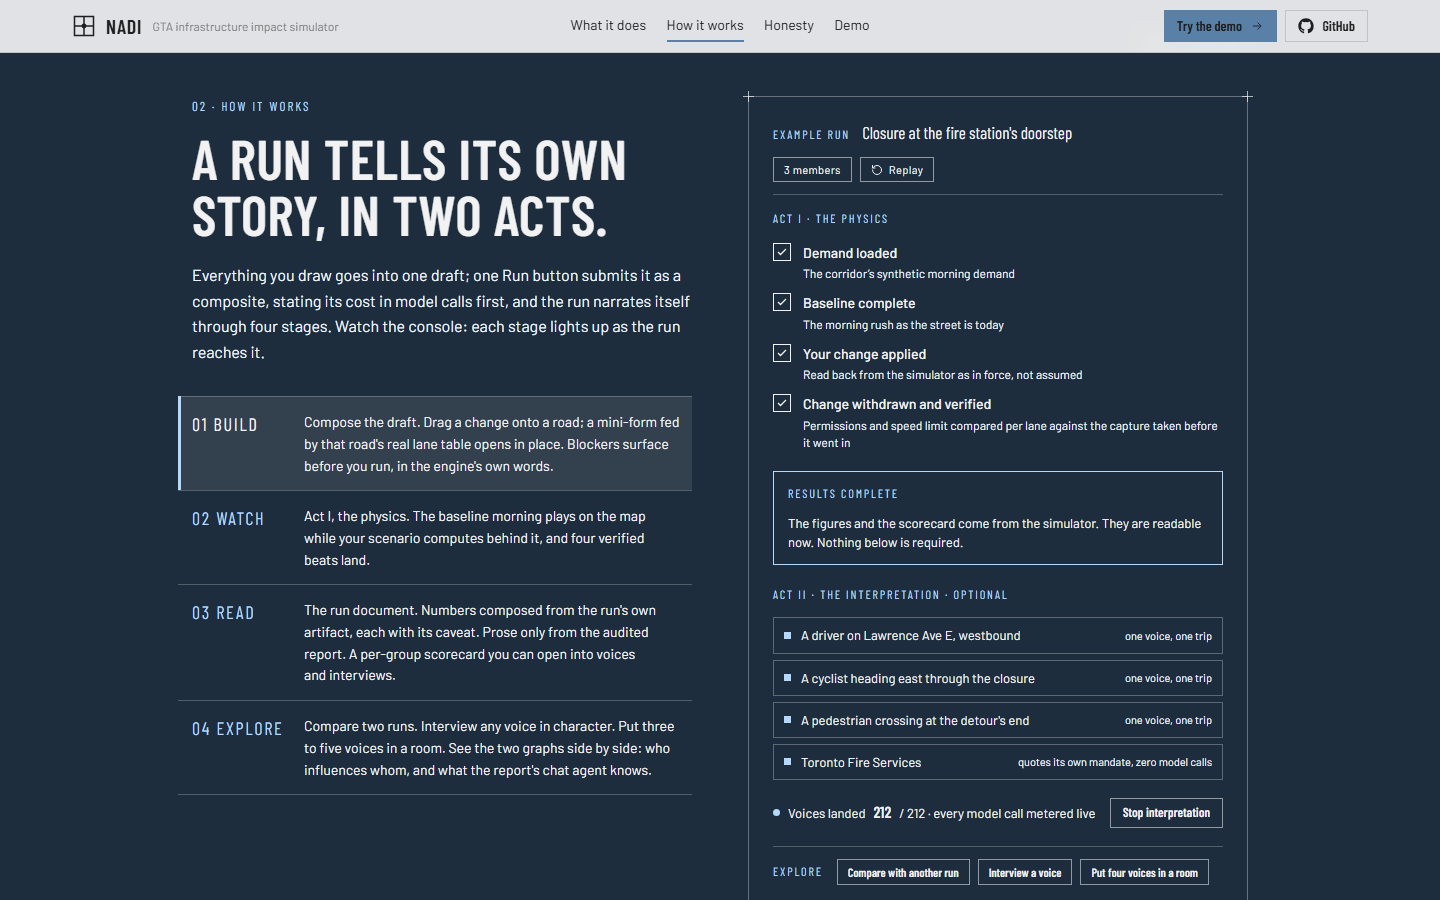 NADI GTA infrastructure impact simulator What it does How it works Honesty Demo Try the demo GitHub
02 · HOW IT WORKS
A RUN TELLS ITS OWN
STORY, IN TWO ACTS.
Everything you draw goes into one draft; one Run button submits it as a
composite, stating its cost in model calls first, and the run narrates itself
through four stages. Watch the console: each stage lights up as the run
reaches it.
01 BUILD
Compose the draft. Drag a change onto a road; a mini-form fed
by that road's real lane table opens in place. Blockers surface
before you run, in the engine's own words.
02 WATCH
Act I, the physics. The baseline morning plays on the map
while your scenario computes behind it, and four verified
beats land.
03 READ
The run document. Numbers composed from the run's own
artifact, each with its caveat. Prose only from the audited
report. A per-group scorecard you can open into voices
and interviews.
04 EXPLORE
Compare two runs. Interview any voice in character. Put three
to five voices in a room. See the two graphs side by side: who
influences whom, and what the report's chat agent knows.
EXAMPLE RUN Closure at the fire station's doorstep
3 members Replay
ACT I · THE PHYSICS
Demand loaded
The corridor's synthetic morning demand
Baseline complete
The morning rush as the street is today
Your change applied
Read back from the simulator as in force, not assumed
Change withdrawn and verified
Permissions and speed limit compared per lane against the capture taken before
it went in
RESULTS COMPLETE
The figures and the scorecard come from the simulator. They are readable
now. Nothing below is required.
ACT II · THE INTERPRETATION · OPTIONAL
A driver on Lawrence Ave E, westbound one voice, one trip
A cyclist heading east through the closure one voice, one trip
A pedestrian crossing at the detour's end one voice, one trip
Toronto Fire Services quotes its own mandate, zero model calls
Voices landed 212 / 212 · every model call metered live Stop interpretation
EXPLORE Compare with another run Interview a voice Put four voices in a room